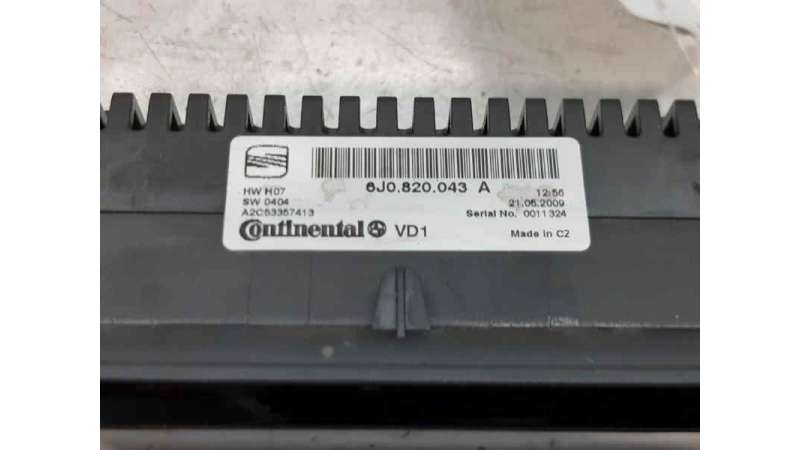 6J0.820.043 A
HW H07
SW 0404
A2C53357413
12:56
21.05.2009
Serial No. 0011324
Continental VD1
Made in CZ